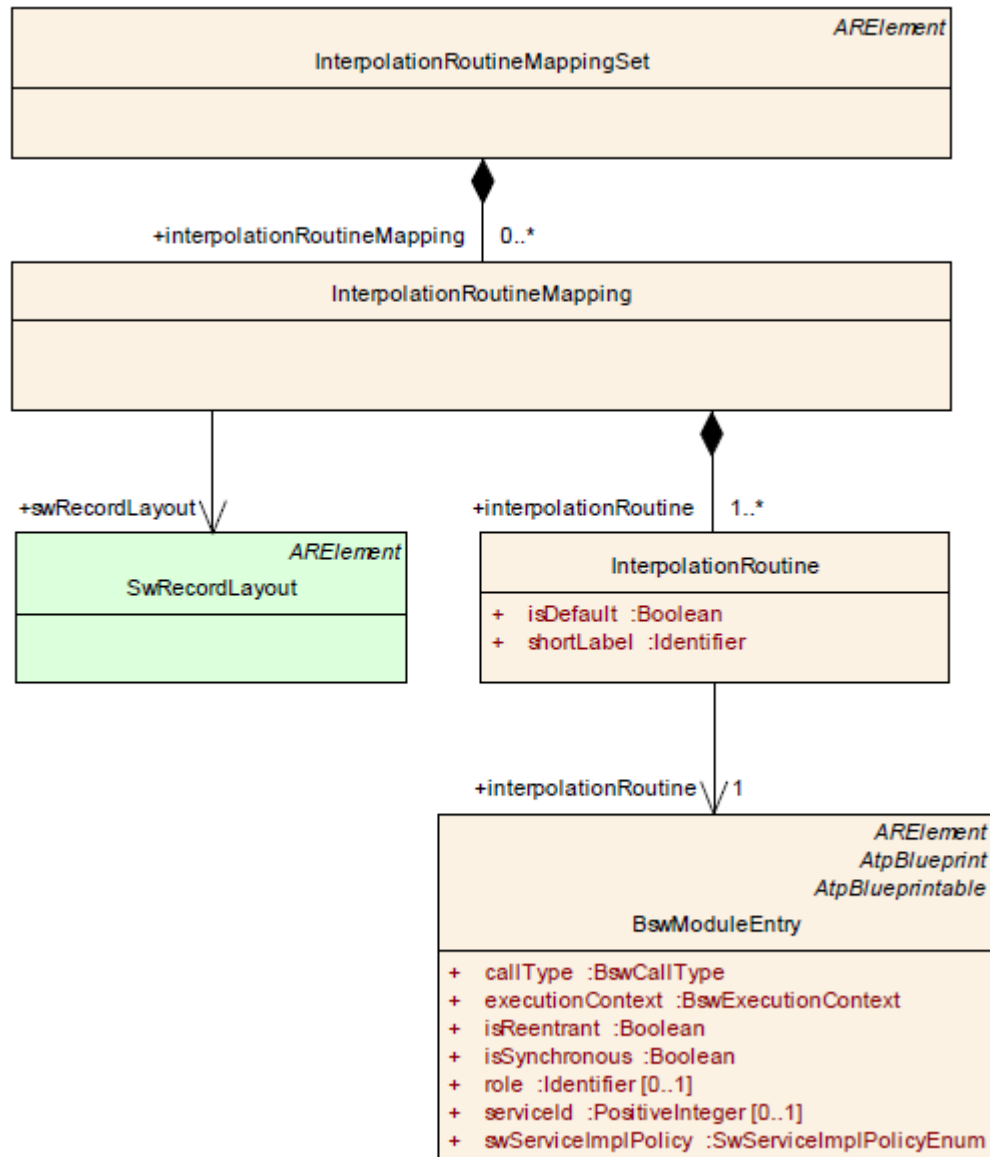 ARElement
InterpolationRoutineMappingSet
+interpolationRoutineMapping 0..*
InterpolationRoutineMapping
+swRecordLayout
+interpolationRoutine 1..*
ARElement
SwRecordLayout
InterpolationRoutine
+ isDefault :Boolean
+ shortLabel :Identifier
+interpolationRoutine 1
ARElement
AtpBlueprint
AtpBlueprintable
BswModuleEntry
+ callType :BswCallType
+ executionContext :BswExecutionContext
+ isReentrant :Boolean
+ isSynchronous :Boolean
+ role :Identifier [0..1]
+ serviceId :PositiveInteger [0..1]
+ swServiceImplPolicy :SwServiceImplPolicyEnum